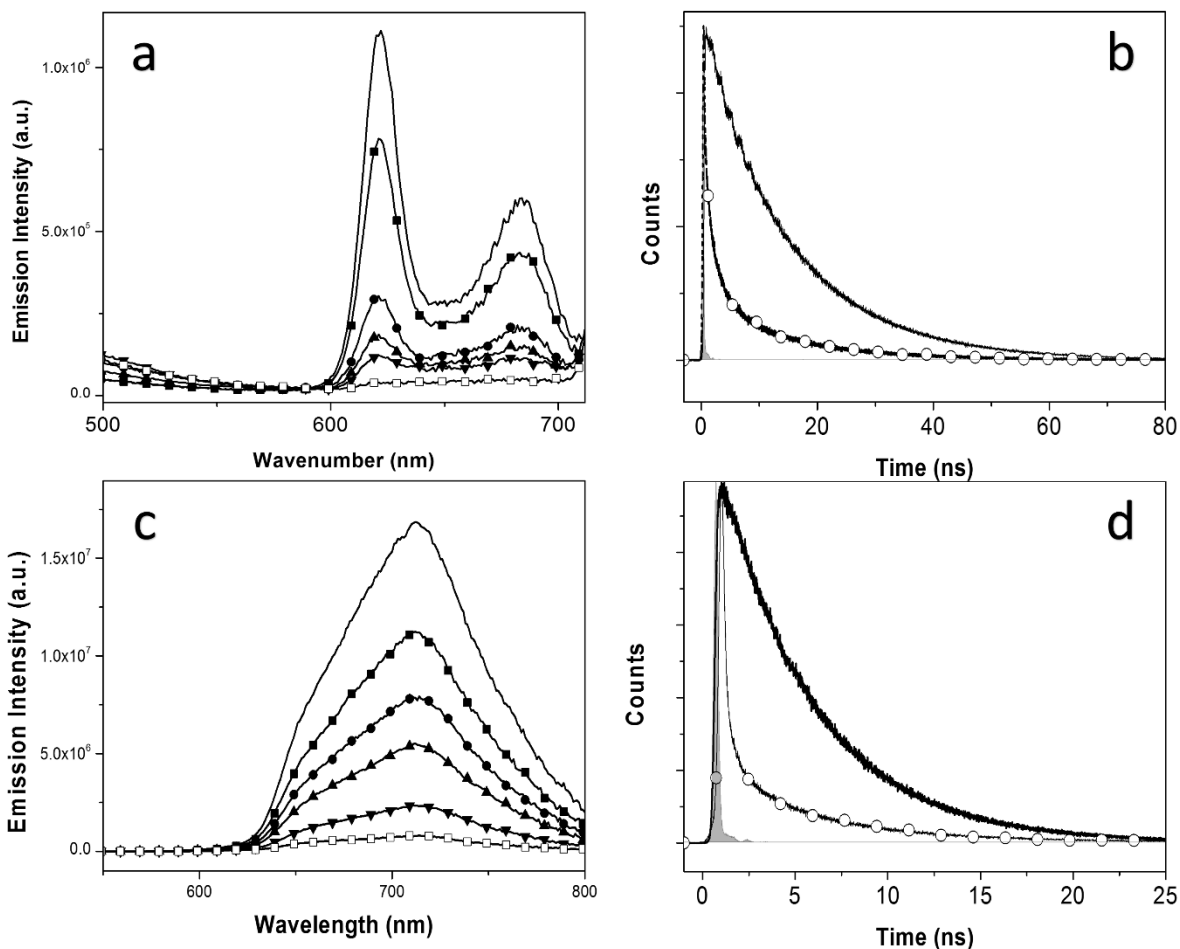 a
Emission Intensity (a.u.)
1.0x10⁶
5.0x10⁵
0.0
500
600
700
Wavenumber (nm)
b
Counts
0
20
40
60
80
Time (ns)
c
Emission Intensity (a.u.)
1.5x10⁷
1.0x10⁷
5.0x10⁶
0.0
600
700
800
Wavelength (nm)
d
Counts
0
5
10
15
20
25
Time (ns)